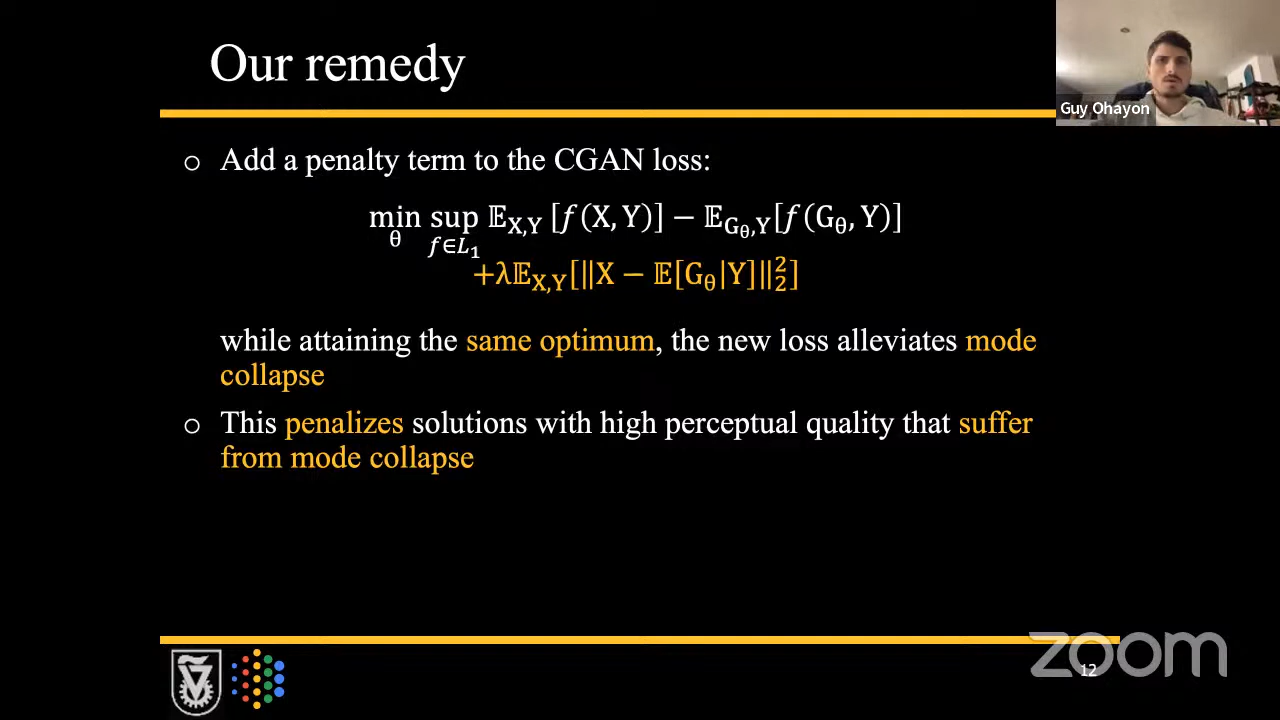 Our remedy
Guy Ohayon
o Add a penalty term to the CGAN loss:
min sup 𝔼X,Y [f(X, Y)] − 𝔼Gθ,Y[f(Gθ, Y)]
θ f∈L1
+λ𝔼X,Y[‖X − 𝔼[Gθ|Y]‖²₂]
while attaining the same optimum, the new loss alleviates mode
collapse
o This penalizes solutions with high perceptual quality that suffer
from mode collapse
zoom
12